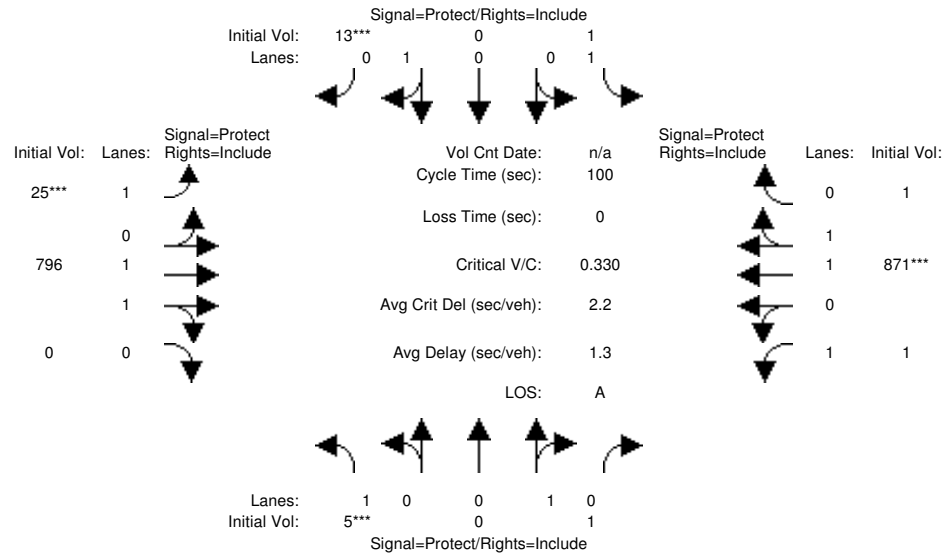 Signal=Protect/Rights=Include
Initial Vol: 13*** 0 1
Lanes: 0 1 0 0 1
Signal=Protect
Initial Vol: Lanes: Rights=Include
Vol Cnt Date: n/a
Signal=Protect
Rights=Include Lanes: Initial Vol:
Cycle Time (sec): 100
25*** 1
0 1
Loss Time (sec): 0
0
1
796 1
Critical V/C: 0.330
1 871***
1
Avg Crit Del (sec/veh): 2.2
0
0 0
Avg Delay (sec/veh): 1.3
1 1
LOS: A
Lanes: 1 0 0 1 0
Initial Vol: 5*** 0 1
Signal=Protect/Rights=Include